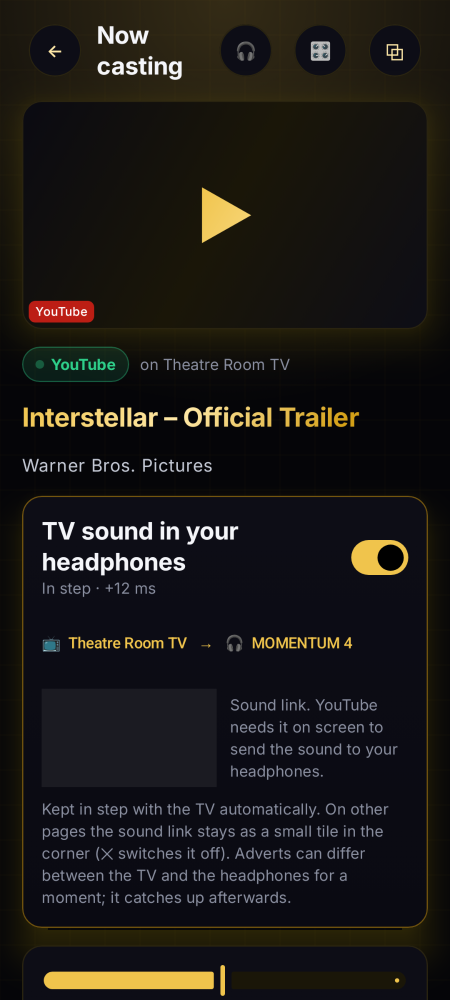 Now
casting
YouTube
YouTube on Theatre Room TV
Interstellar – Official Trailer
Warner Bros. Pictures
TV sound in your
headphones
In step · +12 ms
Theatre Room TV → MOMENTUM 4
Sound link. YouTube
needs it on screen to
send the sound to your
headphones.
Kept in step with the TV automatically. On other
pages the sound link stays as a small tile in the
corner (✕ switches it off). Adverts can differ
between the TV and the headphones for a
moment; it catches up afterwards.